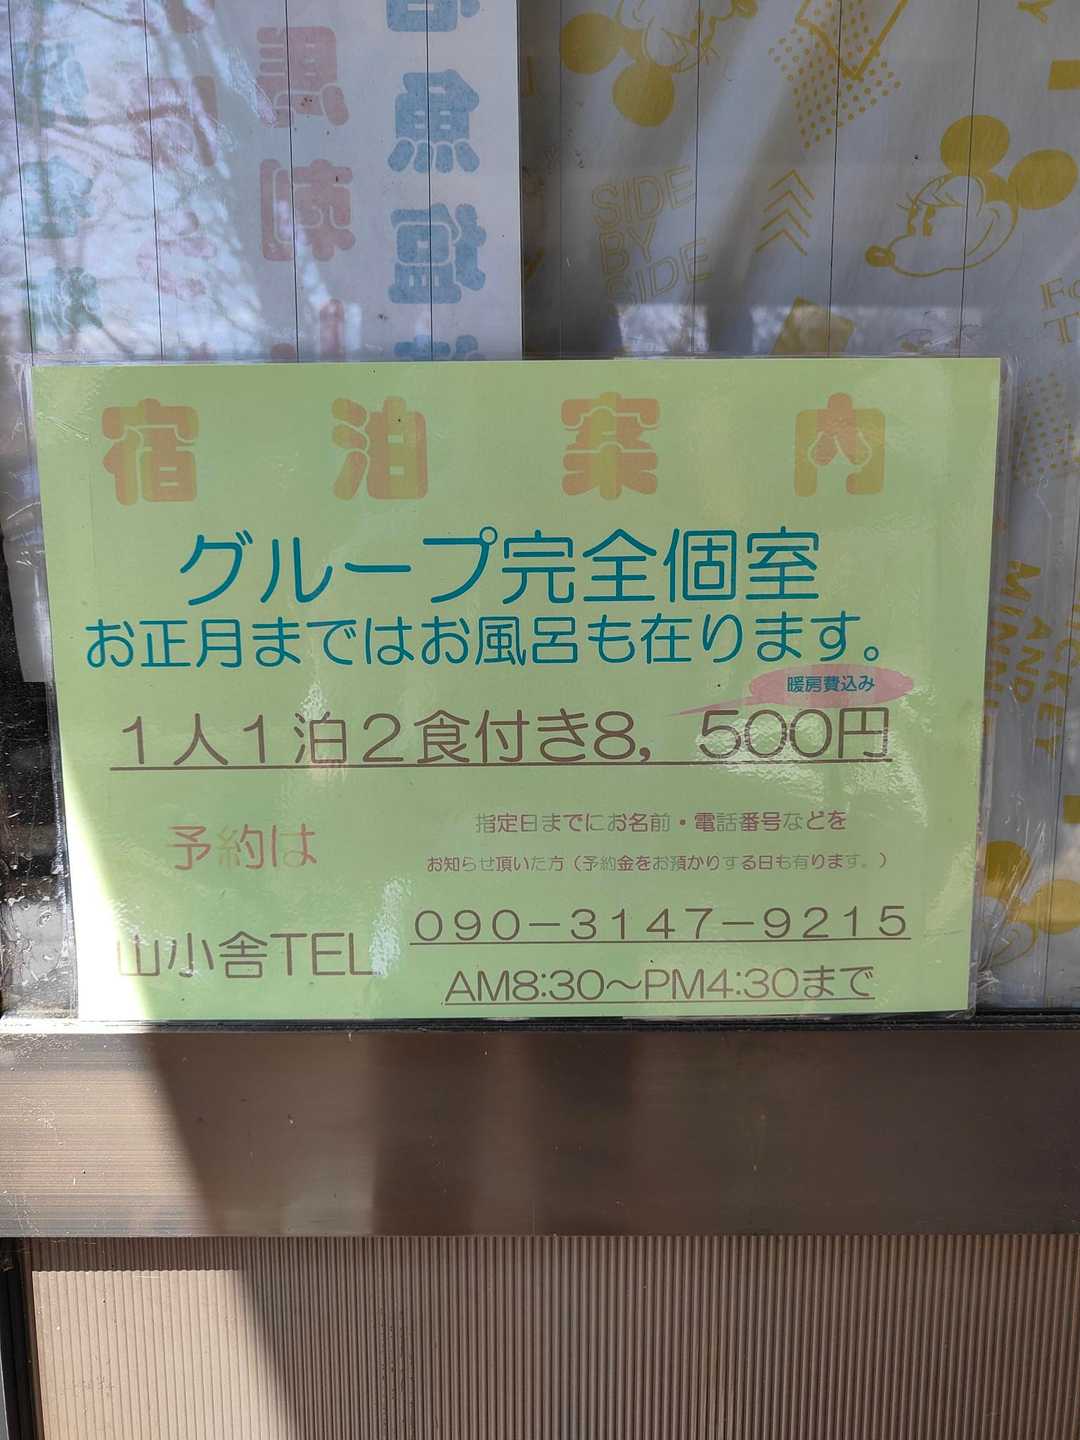 魚塩
SIDE
BY
SIDE
宿泊案内
グループ完全個室
お正月まではお風呂も在ります。
暖房費込み
1人1泊2食付き8,500円
予約は
指定日までにお名前・電話番号などを
お知らせ頂いた方(予約金をお預かりする日も有ります。)
山小舎TEL
090-3147-9215
AM8:30～PM4:30まで
MICKEY
AND
MINNIE